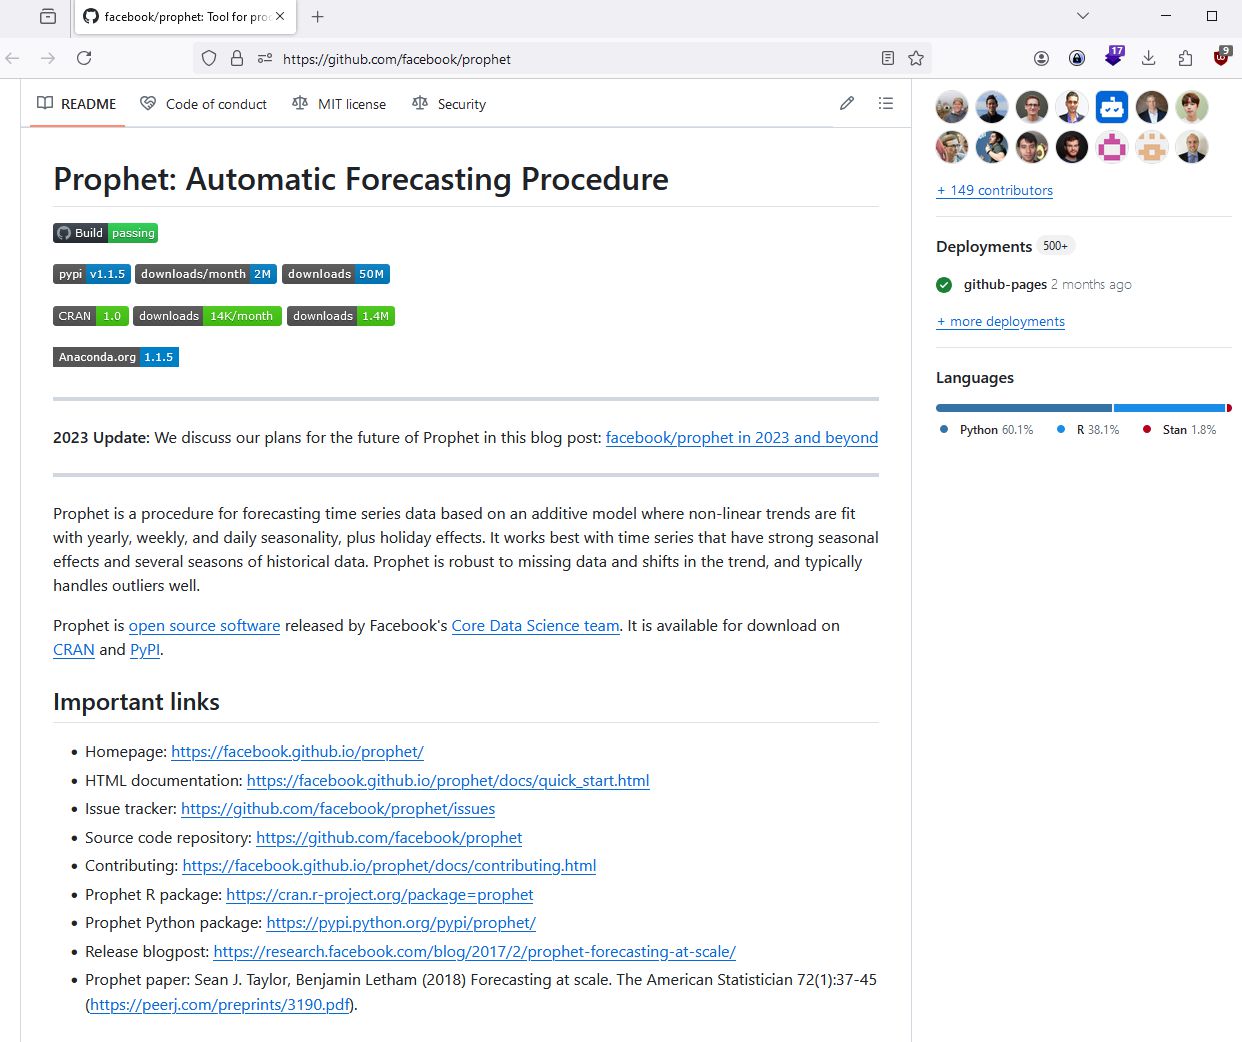 facebook/prophet: Tool for pro
https://github.com/facebook/prophet
17
9
README
Code of conduct
MIT license
Security
Prophet: Automatic Forecasting Procedure
Build passing
pypi v1.1.5 downloads/month 2M downloads 50M
CRAN 1.0 downloads 14K/month downloads 1.4M
Anaconda.org 1.1.5
2023 Update: We discuss our plans for the future of Prophet in this blog post: facebook/prophet in 2023 and beyond
Prophet is a procedure for forecasting time series data based on an additive model where non-linear trends are fit
with yearly, weekly, and daily seasonality, plus holiday effects. It works best with time series that have strong seasonal
effects and several seasons of historical data. Prophet is robust to missing data and shifts in the trend, and typically
handles outliers well.
Prophet is open source software released by Facebook's Core Data Science team. It is available for download on
CRAN and PyPI.
Important links
• Homepage: https://facebook.github.io/prophet/
• HTML documentation: https://facebook.github.io/prophet/docs/quick_start.html
• Issue tracker: https://github.com/facebook/prophet/issues
• Source code repository: https://github.com/facebook/prophet
• Contributing: https://facebook.github.io/prophet/docs/contributing.html
• Prophet R package: https://cran.r-project.org/package=prophet
• Prophet Python package: https://pypi.python.org/pypi/prophet/
• Release blogpost: https://research.facebook.com/blog/2017/2/prophet-forecasting-at-scale/
• Prophet paper: Sean J. Taylor, Benjamin Letham (2018) Forecasting at scale. The American Statistician 72(1):37-45
(https://peerj.com/preprints/3190.pdf).
+ 149 contributors
Deployments 500+
github-pages 2 months ago
+ more deployments
Languages
Python 60.1% R 38.1% Stan 1.8%